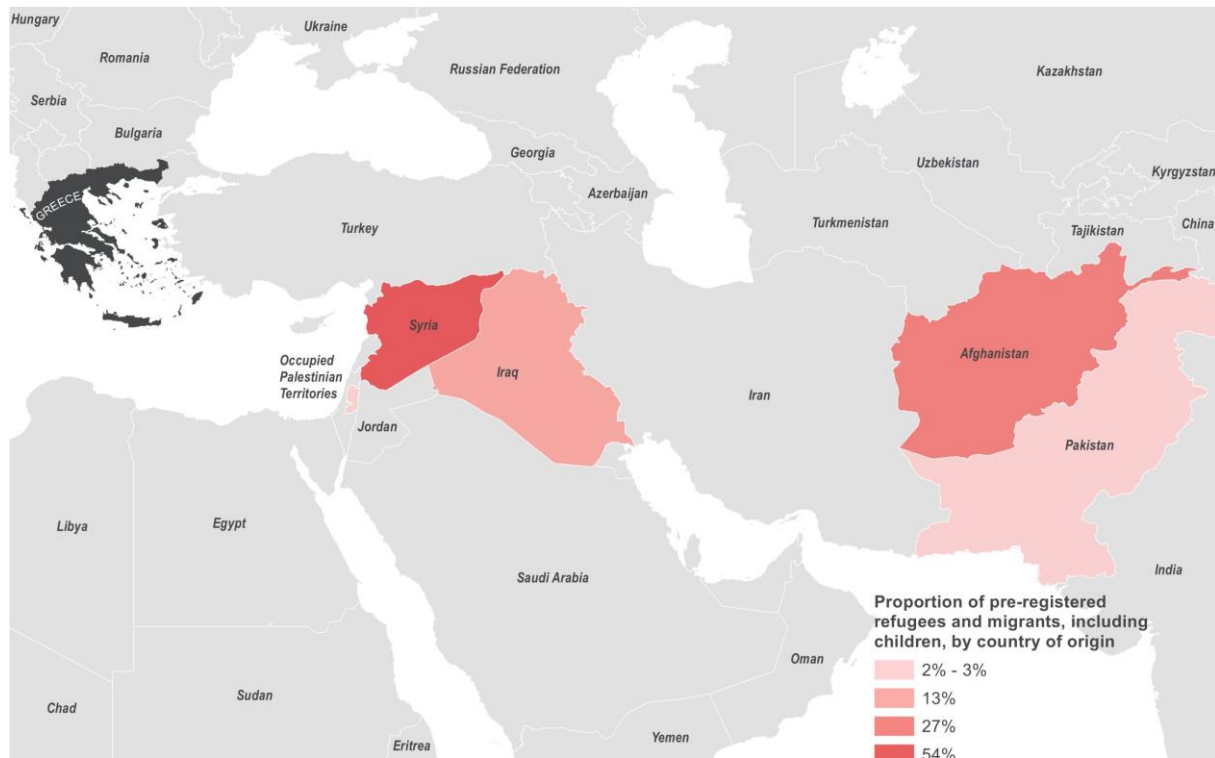 Hungary
Ukraine
Romania
Russian Federation
Kazakhstan
Serbia
Bulgaria
Georgia
Uzbekistan
Kyrgyzstan
Azerbaijan
GREECE
Turkey
Turkmenistan
Tajikistan
China
Syria
Afghanistan
Occupied
Palestinian
Territories
Iraq
Iran
Jordan
Pakistan
Libya
Egypt
Saudi Arabia
India
Proportion of pre-registered
refugees and migrants, including
children, by country of origin
2% - 3%
13%
27%
54%
Oman
Sudan
Chad
Eritrea
Yemen